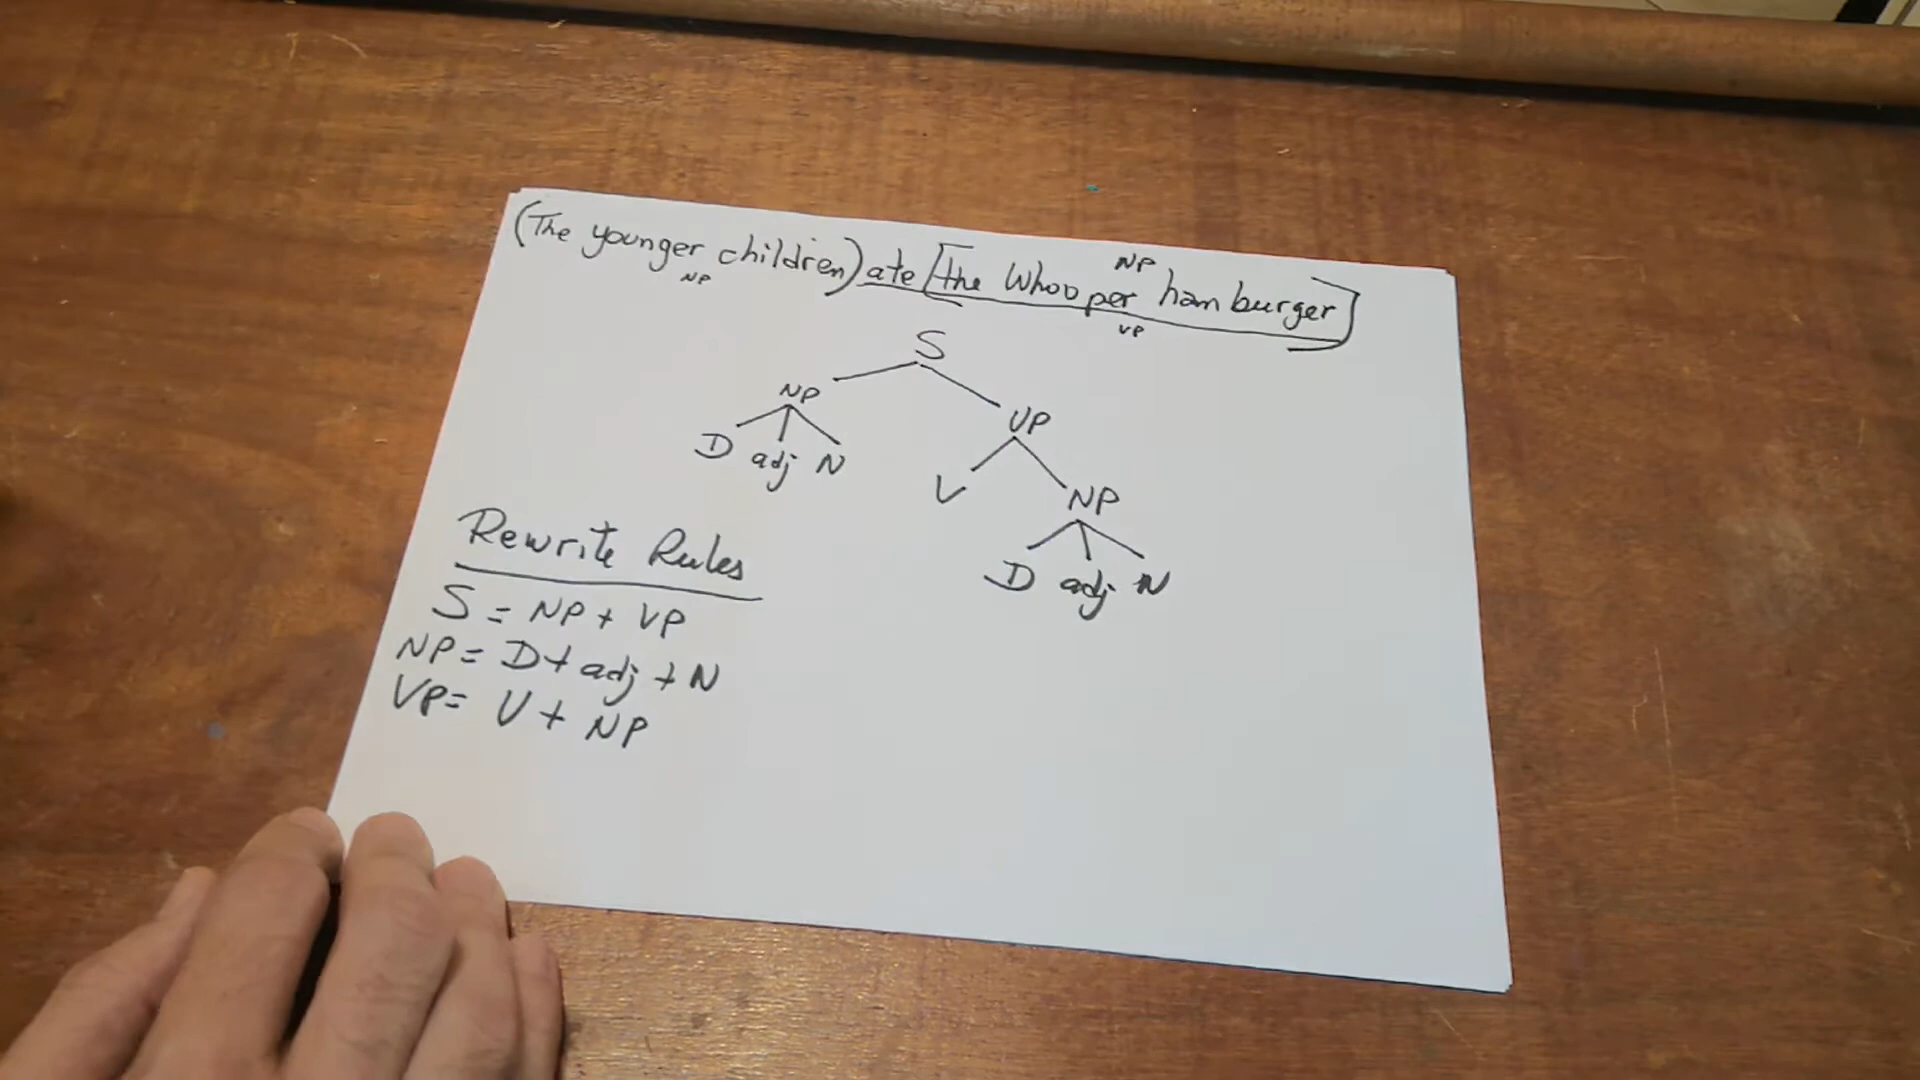 (The younger children) ate [the Whooper hamburger]
NP
NP
VP
S
NP VP
D adj N
V NP
D adj N
Rewrite Rules
S = NP + VP
NP = D + adj + N
VP = V + NP